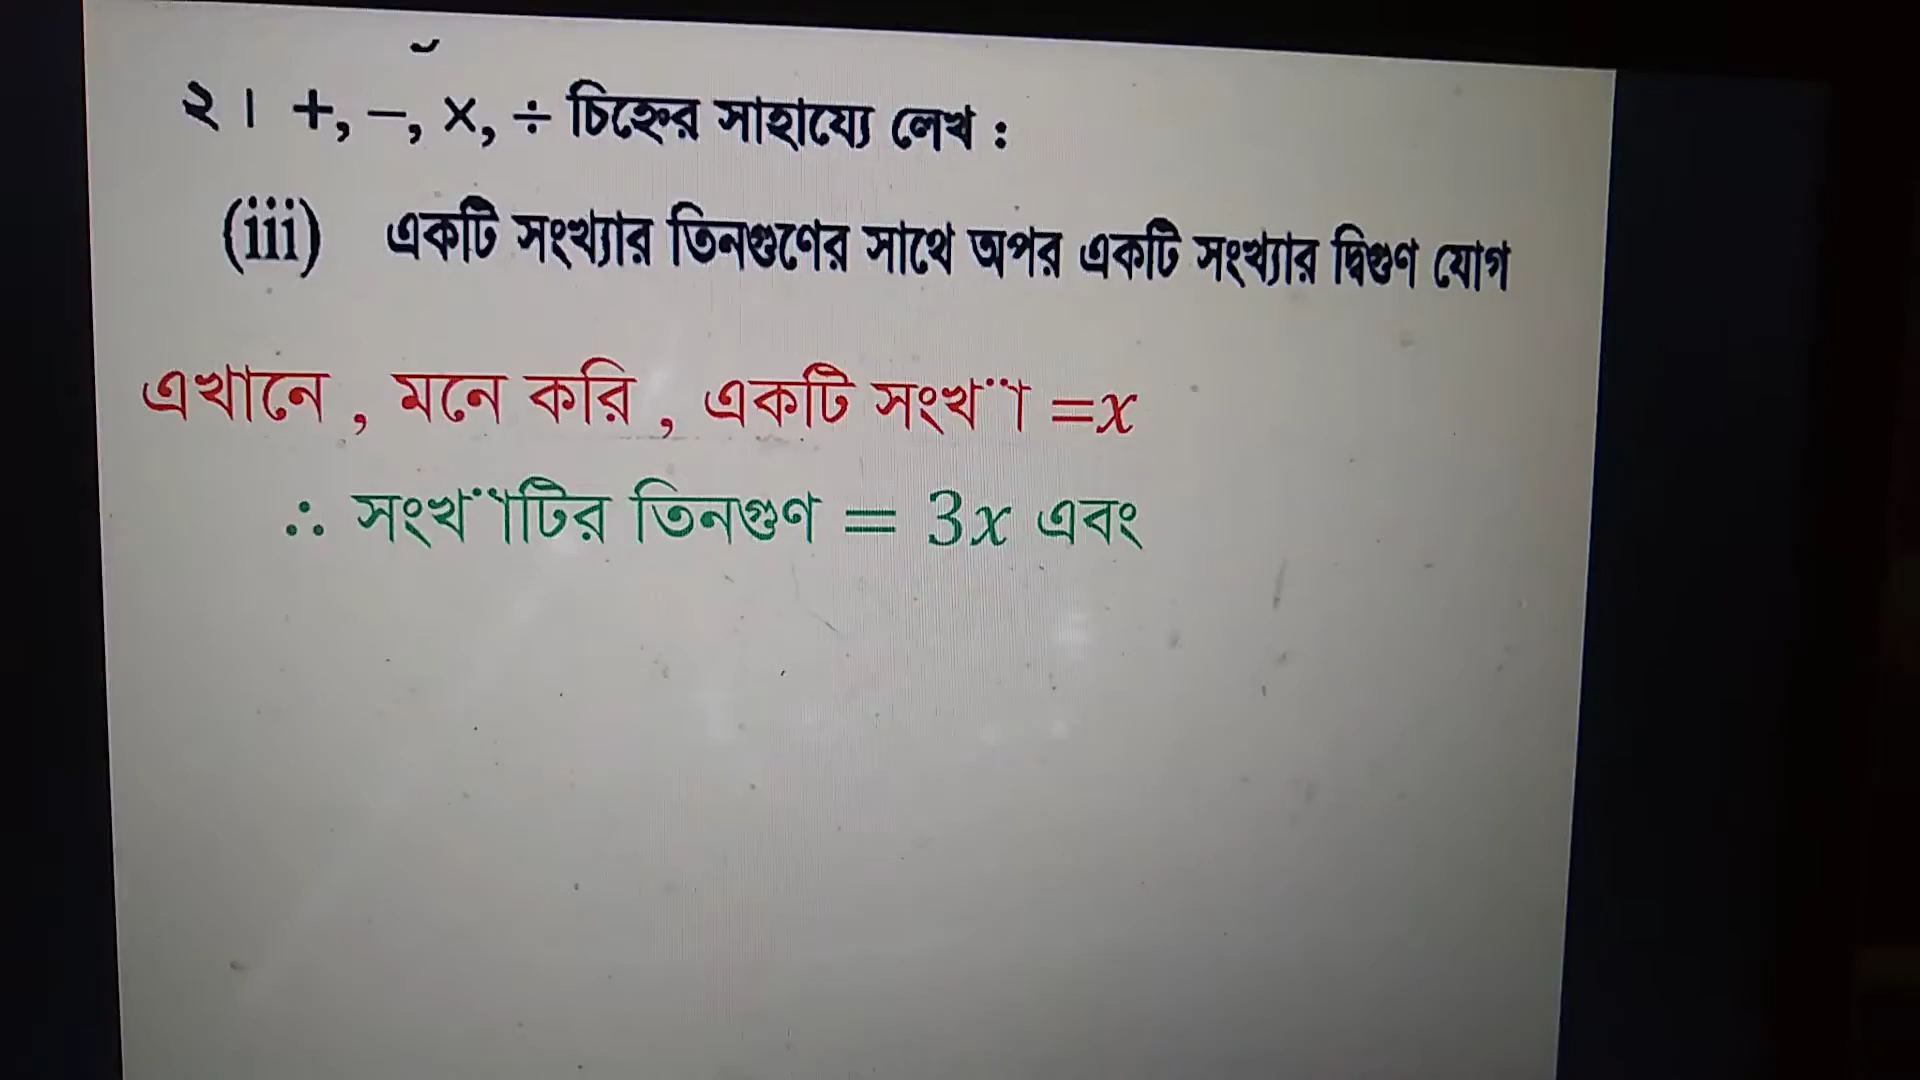 ২। +, −, ×, ÷ চিহ্নের সাহায্যে লেখ :
(iii) একটি সংখ্যার তিনগুণের সাথে অপর একটি সংখ্যার দ্বিগুণ যোগ
এখানে , মনে করি , একটি সংখ্যা =x
∴ সংখ্যাটির তিনগুণ = 3x এবং